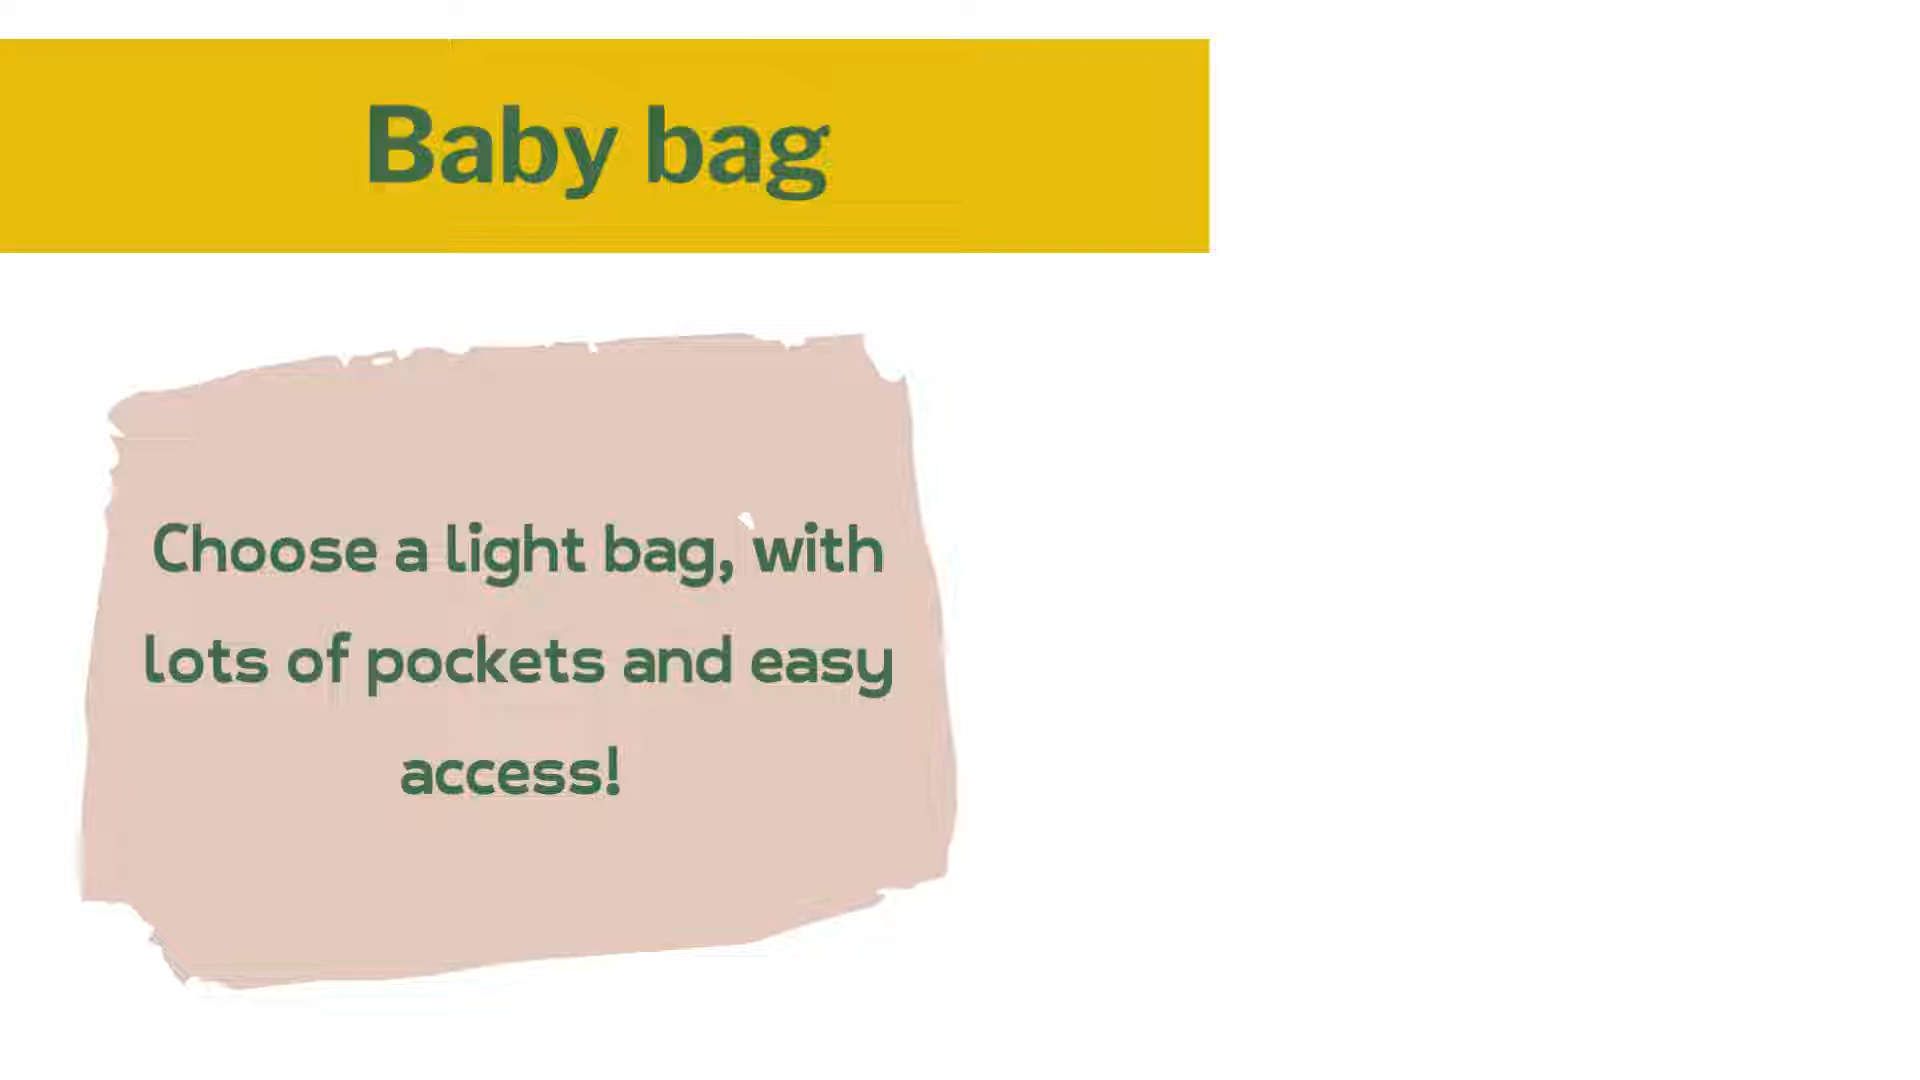 Baby bag
Choose a light bag, with
lots of pockets and easy
access!